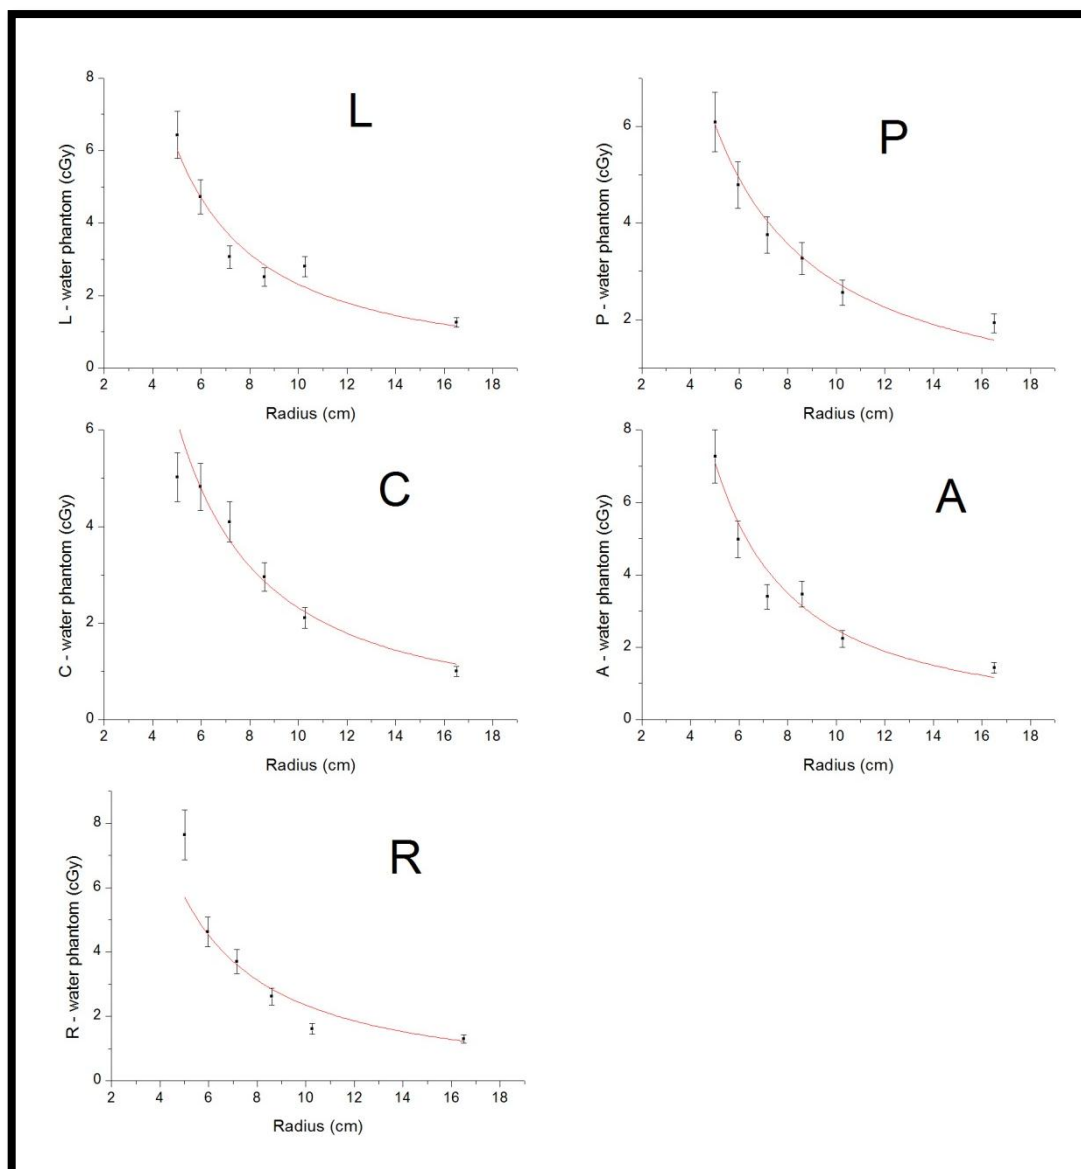 L
8
6
4
2
0
L - water phantom (cGy)
2 4 6 8 10 12 14 16 18
Radius (cm)
P
6
4
2
P - water phantom (cGy)
2 4 6 8 10 12 14 16 18
Radius (cm)
C
6
4
2
0
C - water phantom (cGy)
2 4 6 8 10 12 14 16 18
Radius (cm)
A
8
6
4
2
0
A - water phantom (cGy)
2 4 6 8 10 12 14 16 18
Radius (cm)
R
8
6
4
2
0
R - water phantom (cGy)
2 4 6 8 10 12 14 16 18
Radius (cm)